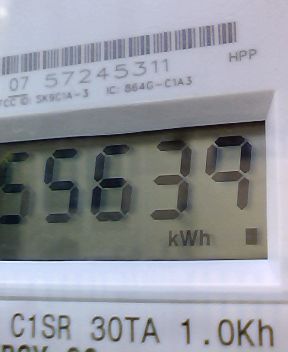 HPP
07 57245311
FCC ID: SK9C1A-3 IC: 864G-C1A3
55639
kWh
C1SR 30TA 1.0Kh